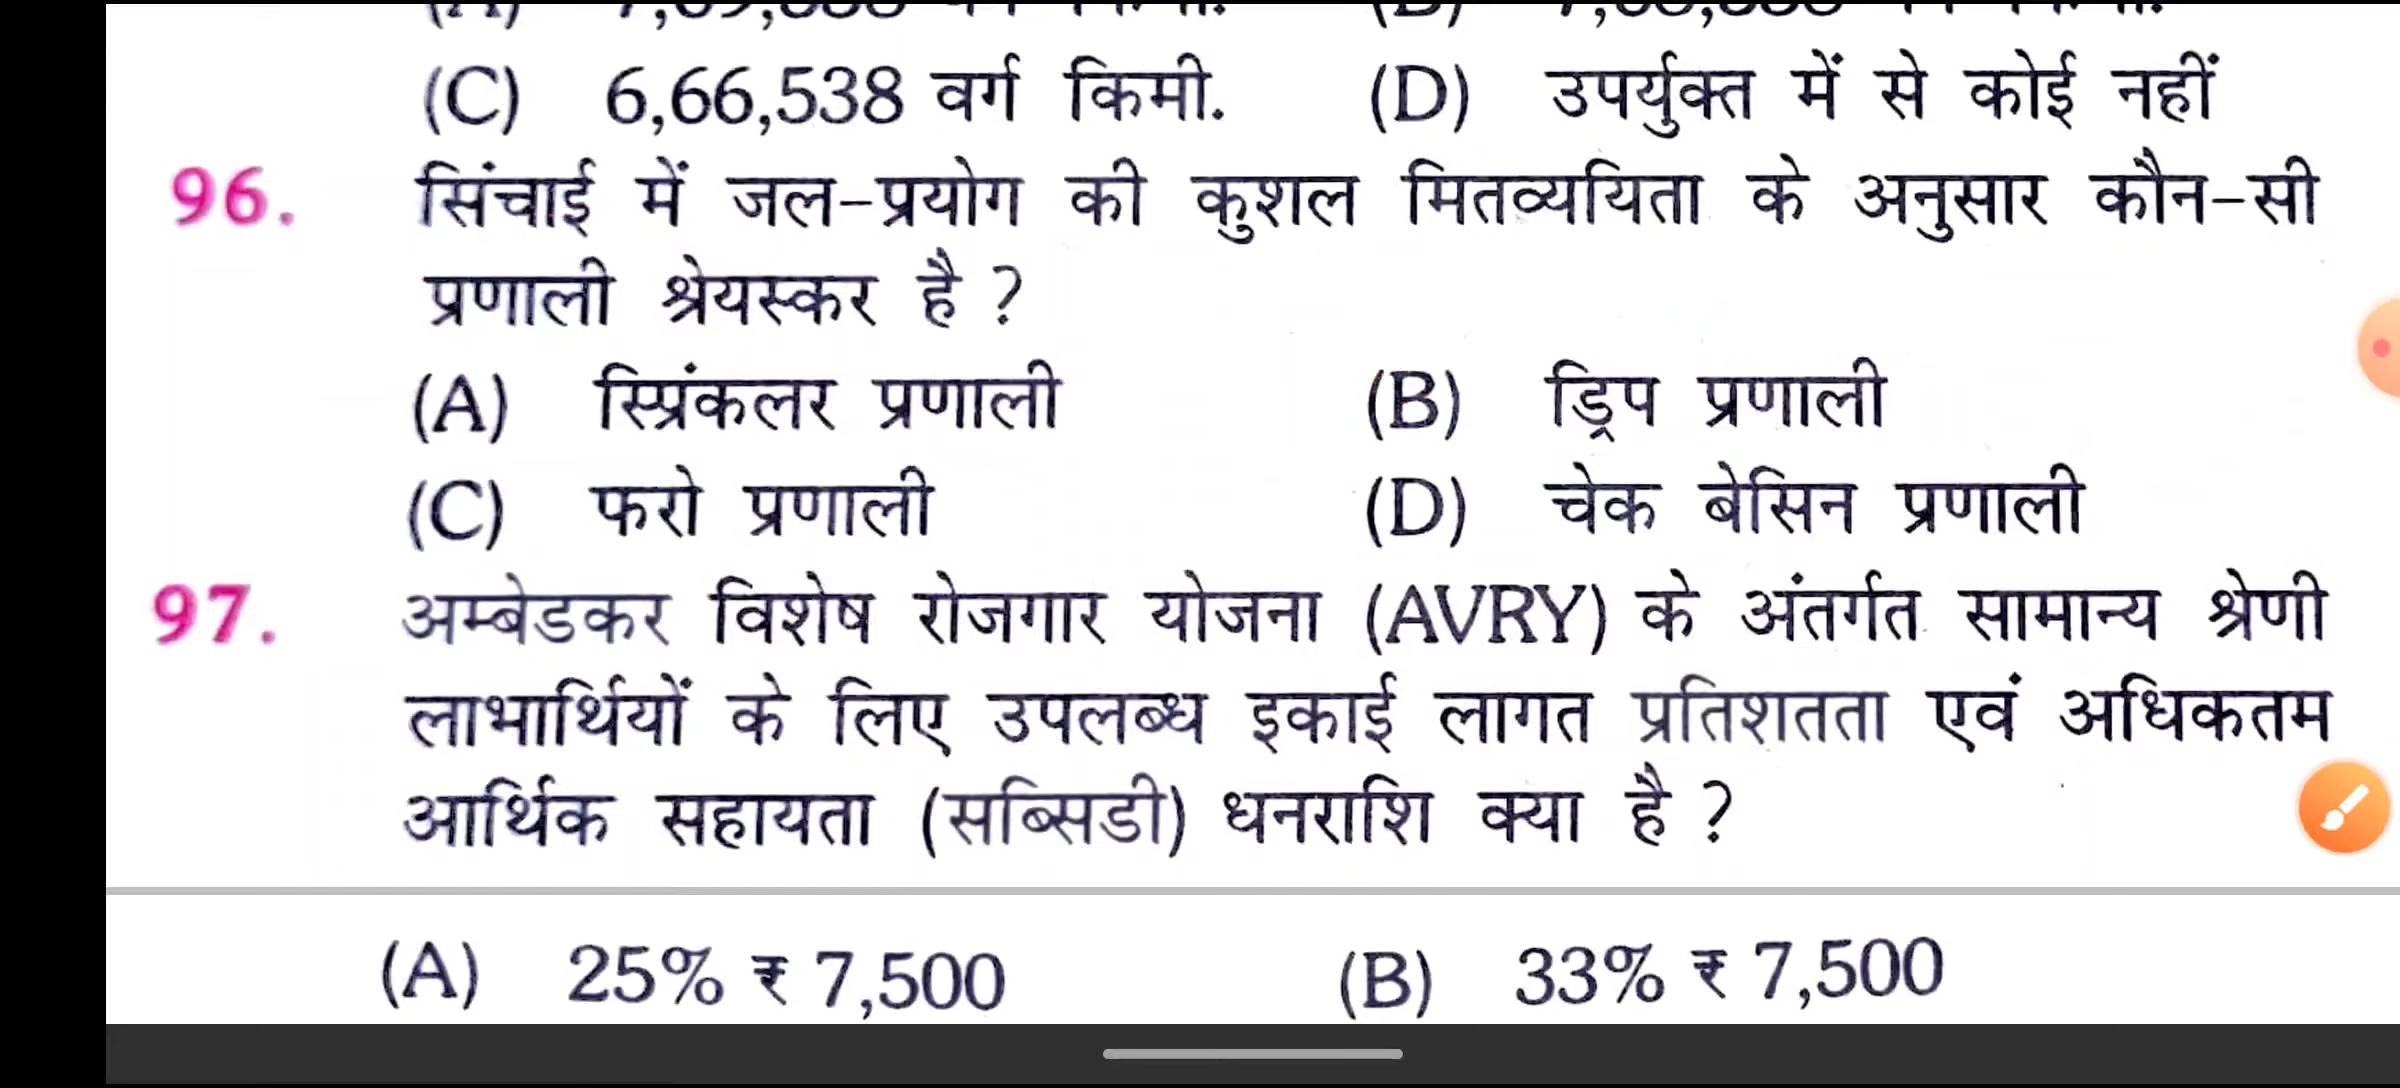 (C) 6,66,538 वर्ग किमी. (D) उपर्युक्त में से कोई नहीं
96. सिंचाई में जल-प्रयोग की कुशल मितव्ययिता के अनुसार कौन-सी
प्रणाली श्रेयस्कर है ?
(A) स्प्रिंकलर प्रणाली (B) ड्रिप प्रणाली
(C) फरो प्रणाली (D) चेक बेसिन प्रणाली
97. अम्बेडकर विशेष रोजगार योजना (AVRY) के अंतर्गत सामान्य श्रेणी
लाभार्थियों के लिए उपलब्ध इकाई लागत प्रतिशतता एवं अधिकतम
आर्थिक सहायता (सब्सिडी) धनराशि क्या है ?
(A) 25% ₹ 7,500 (B) 33% ₹ 7,500